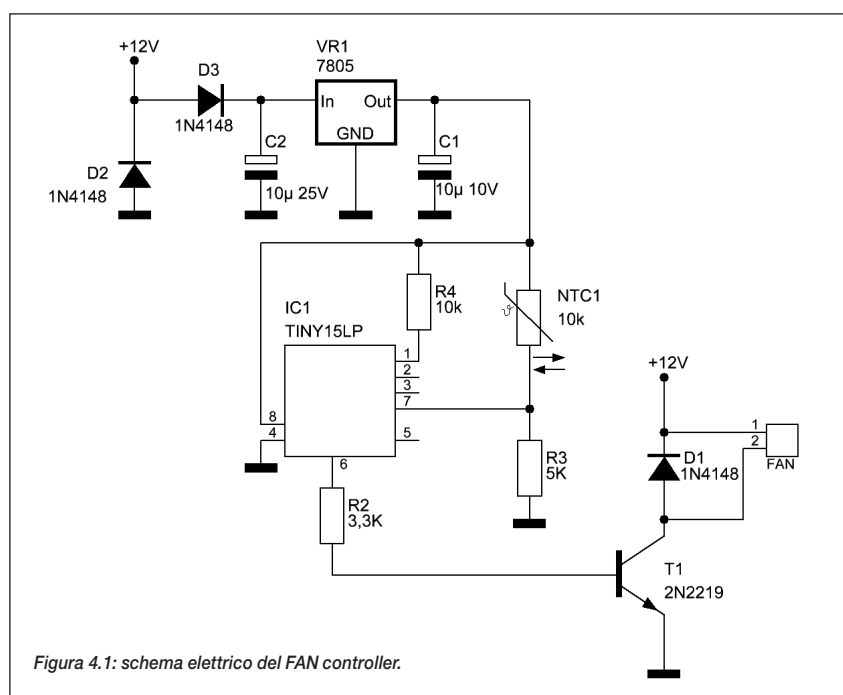 +12V
D3
1N4148
D2
1N4148
C2
10µ 25V
VR1
7805
In
Out
GND
C1
10µ 10V
R4
10k
ϑ
NTC1
10k
IC1
TINY15LP
1
2
3
7
8
4
5
6
R2
3,3K
R3
5K
+12V
1
2
FAN
D1
1N4148
T1
2N2219
Figura 4.1: schema elettrico del FAN controller.